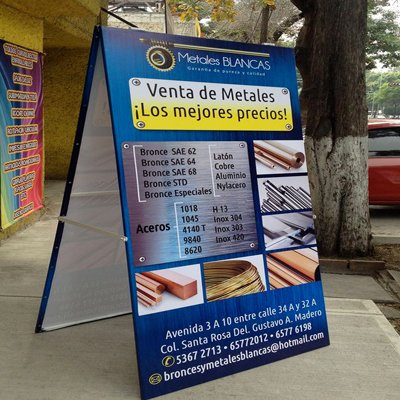 Metales BLANCAS
Garantía de pureza y calidad
Venta de Metales
¡Los mejores precios!
Bronce SAE 62
Bronce SAE 64
Bronce SAE 68
Bronce STD
Bronce Especiales
Latón
Cobre
Aluminio
Nylacero
Aceros
1018
1045
4140 T
9840
8620
H-13
Inox 304
Inox 303
Inox 420
Avenida 3 A 10 entre calle 34 A y 32 A
Col. Santa Rosa Del. Gustavo A. Madero
5367 2713 • 65772012 • 6577 6198
broncesymetalesblancas@hotmail.com